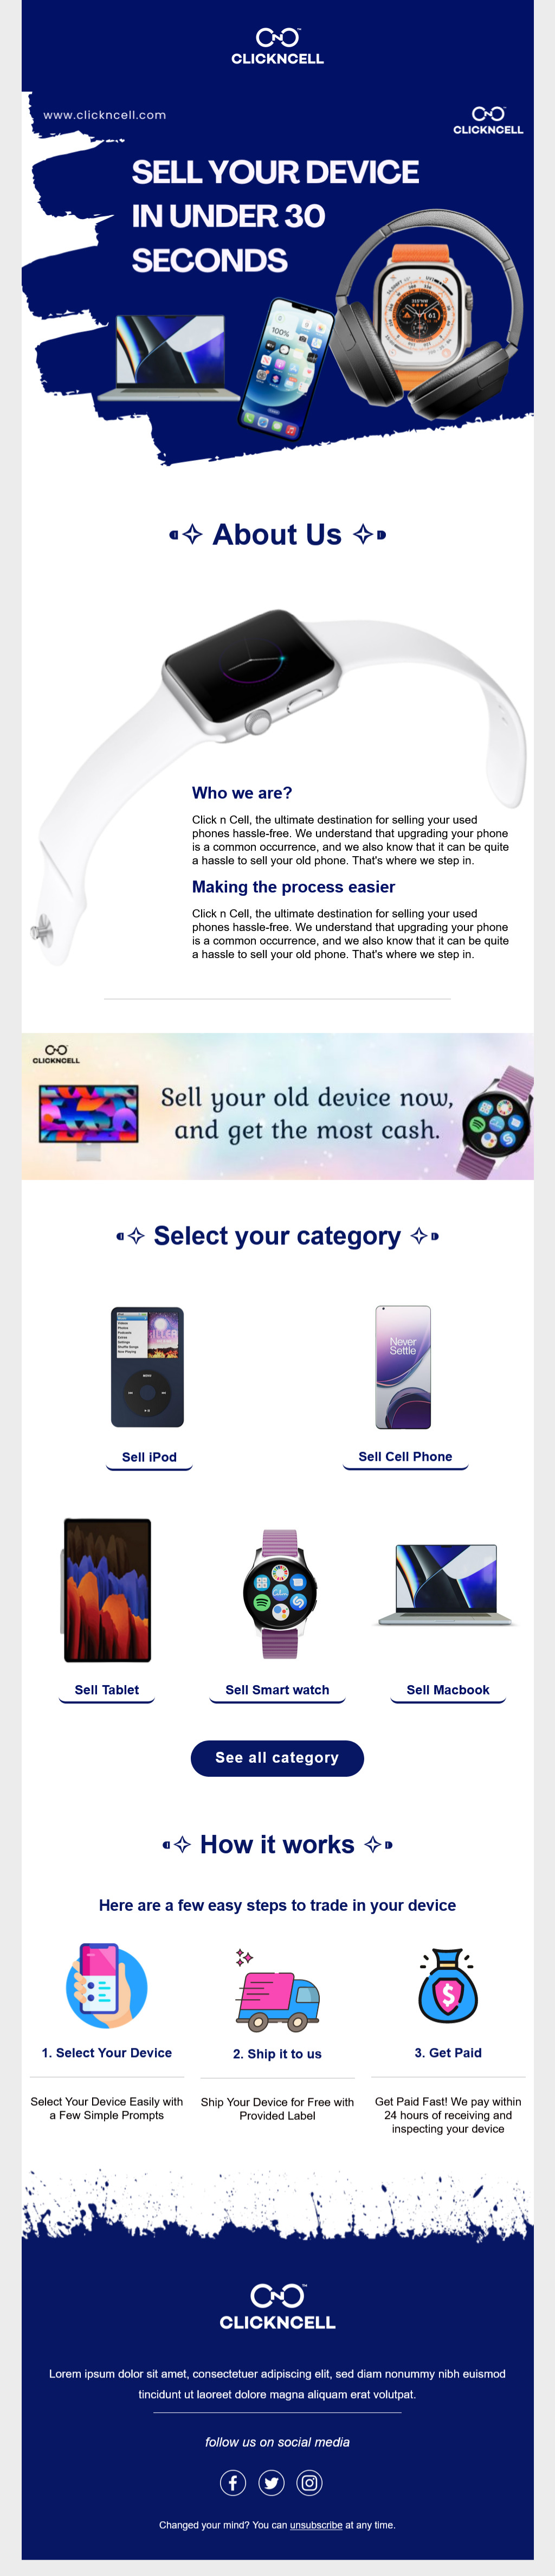 CLICKNCELL
www.clickncell.com
CLICKNCELL
SELL YOUR DEVICE
IN UNDER 30
SECONDS
100%
61
About Us
Who we are?
Click n Cell, the ultimate destination for selling your used
phones hassle-free. We understand that upgrading your phone
is a common occurrence, and we also know that it can be quite
a hassle to sell your old phone. That's where we step in.
Making the process easier
Click n Cell, the ultimate destination for selling your used
phones hassle-free. We understand that upgrading your phone
is a common occurrence, and we also know that it can be quite
a hassle to sell your old phone. That's where we step in.
CLICKNCELL
Sell your old device now,
and get the most cash.
Select your category
Never
Settle
Sell iPod
Sell Cell Phone
Sell Tablet
Sell Smart watch
Sell Macbook
See all category
How it works
Here are a few easy steps to trade in your device
1. Select Your Device
2. Ship it to us
3. Get Paid
Select Your Device Easily with
a Few Simple Prompts
Ship Your Device for Free with
Provided Label
Get Paid Fast! We pay within
24 hours of receiving and
inspecting your device
CLICKNCELL
Lorem ipsum dolor sit amet, consectetuer adipiscing elit, sed diam nonummy nibh euismod
tincidunt ut laoreet dolore magna aliquam erat volutpat.
follow us on social media
Changed your mind? You can unsubscribe at any time.